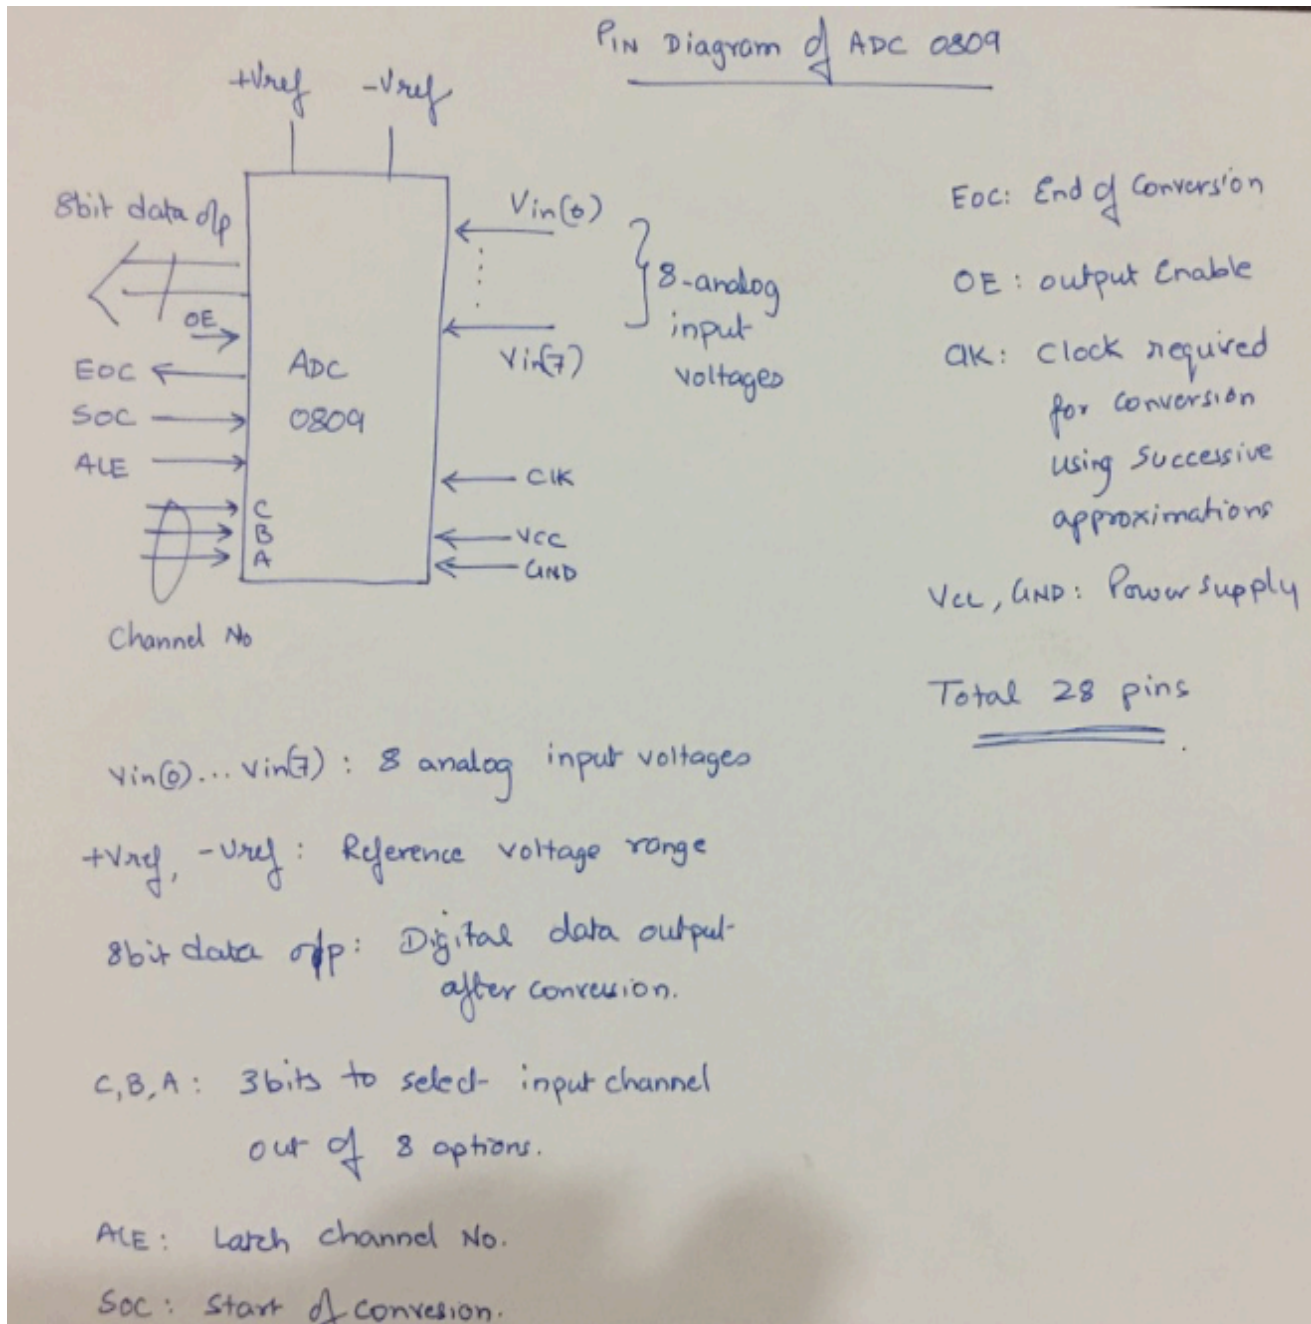 PIN Diagram of ADC 0809
+Vref -Vref
8bit data o/p
OE
EOC
SOC
ALE
C
B
A
Channel No
ADC
0809
Vin(0)
Vin(7)
8-analog
input
voltages
CLK
VCC
GND
EOC: End of Conversion
OE: output Enable
CLK: Clock required
for conversion
using Successive
approximations
Vcc, GND: Power Supply
Total 28 pins
Vin(0)... Vin(7): 8 analog input voltages
+Vref, -Vref: Reference voltage range
8bit data o/p: Digital data output
after conversion.
C,B,A: 3bits to select input channel
out of 8 options.
ALE: Latch channel No.
SOC: Start of convesion.